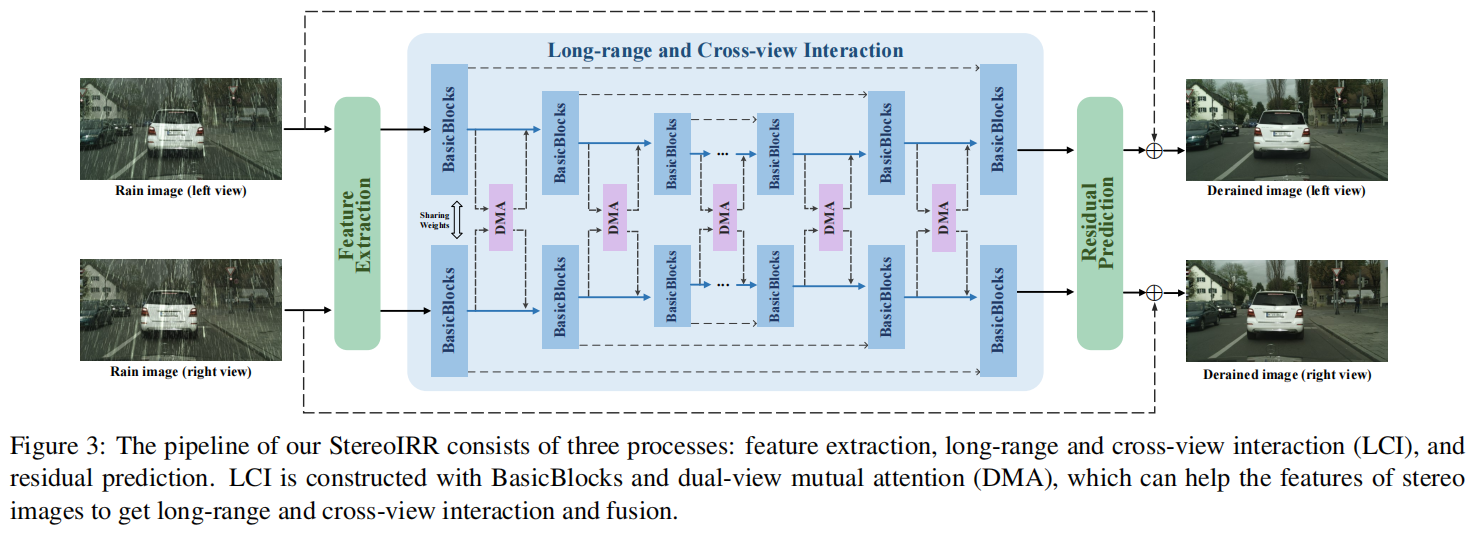 Long-range and Cross-view Interaction
Rain image (left view)
Rain image (right view)
Feature
Extraction
BasicBlocks
BasicBlocks
BasicBlocks
...
BasicBlocks
BasicBlocks
BasicBlocks
Sharing
Weights
DMA
DMA
DMA
DMA
DMA
BasicBlocks
BasicBlocks
BasicBlocks
...
BasicBlocks
BasicBlocks
BasicBlocks
Residual
Prediction
Derained image (left view)
Derained image (right view)
Figure 3: The pipeline of our StereoIRR consists of three processes: feature extraction, long-range and cross-view interaction (LCI), and
residual prediction. LCI is constructed with BasicBlocks and dual-view mutual attention (DMA), which can help the features of stereo
images to get long-range and cross-view interaction and fusion.